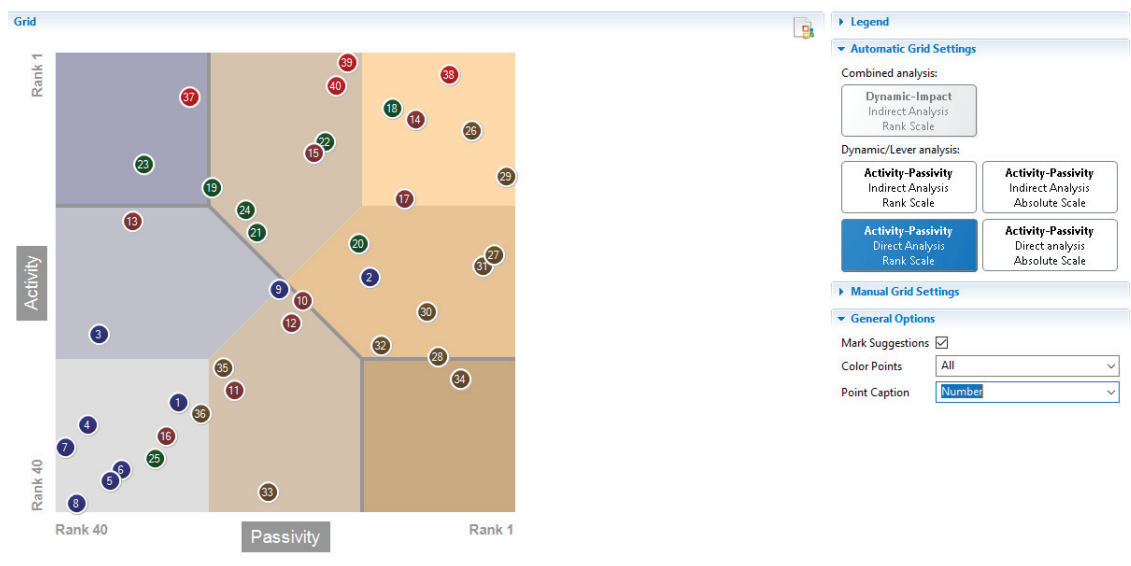 Grid
Rank 1
Activity
Rank 40
39
38
40
37
18
14
26
22
15
23
29
19
17
24
13
21
20
27
31
2
9
10
30
12
3
32
28
35
34
11
1
36
4
16
7
25
6
5
33
8
Rank 40
Passivity
Rank 1
Legend
Automatic Grid Settings
Combined analysis:
Dynamic-Impact
Indirect Analysis
Rank Scale
Dynamic/Lever analysis:
Activity-Passivity
Indirect Analysis
Rank Scale
Activity-Passivity
Indirect Analysis
Absolute Scale
Activity-Passivity
Direct Analysis
Rank Scale
Activity-Passivity
Direct analysis
Absolute Scale
Manual Grid Settings
General Options
Mark Suggestions
Color Points All
Point Caption Number